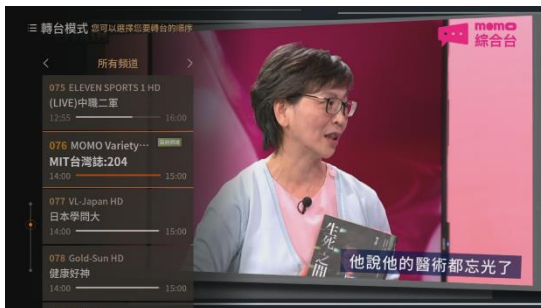 轉台模式 您可以選擇您要轉台的順序
所有頻道
075 ELEVEN SPORTS 1 HD
(LIVE)中職二軍
12:55
16:00
076 MOMO Variety…
MIT台灣誌:204
14:00
15:00
077 VL-Japan HD
日本學問大
14:00
15:00
078 Gold-Sun HD
健康好神
14:00
15:00
momo
綜合台
生死之間
他說他的醫術都忘光了